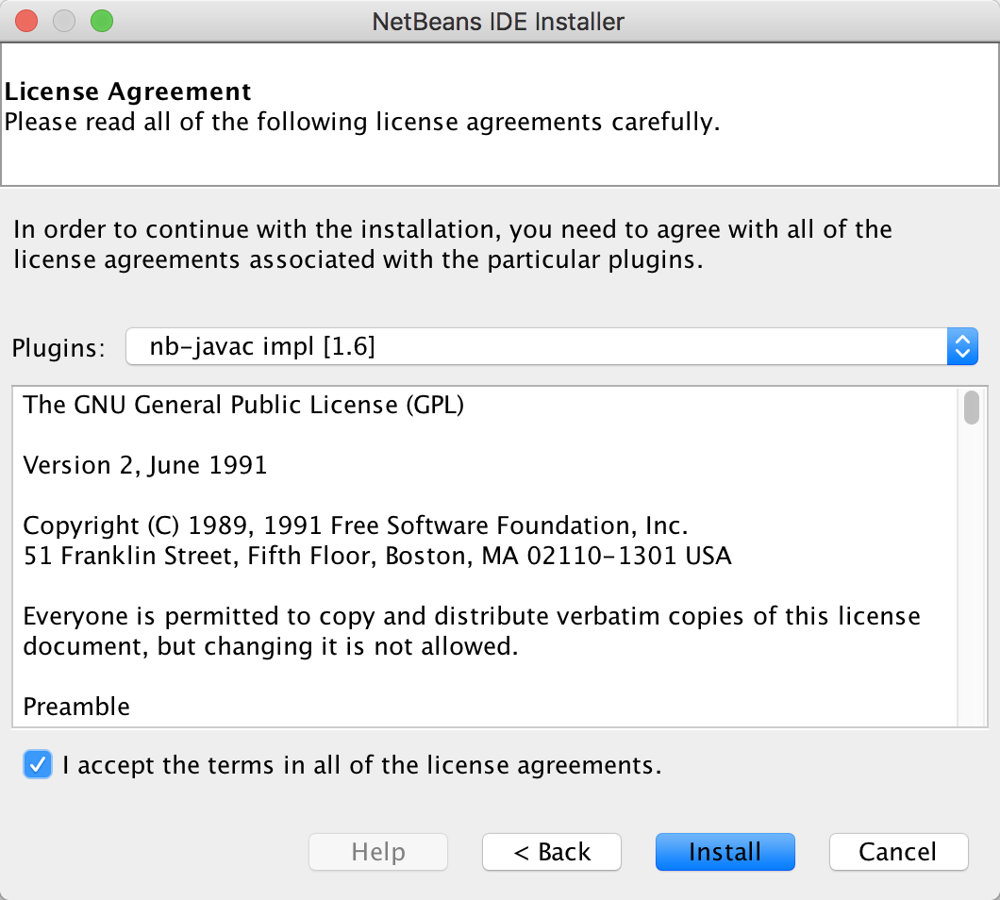 NetBeans IDE Installer
License Agreement
Please read all of the following license agreements carefully.
In order to continue with the installation, you need to agree with all of the
license agreements associated with the particular plugins.
Plugins: nb-javac impl [1.6]
The GNU General Public License (GPL)
Version 2, June 1991
Copyright (C) 1989, 1991 Free Software Foundation, Inc.
51 Franklin Street, Fifth Floor, Boston, MA 02110-1301 USA
Everyone is permitted to copy and distribute verbatim copies of this license
document, but changing it is not allowed.
Preamble
I accept the terms in all of the license agreements.
Help < Back Install Cancel